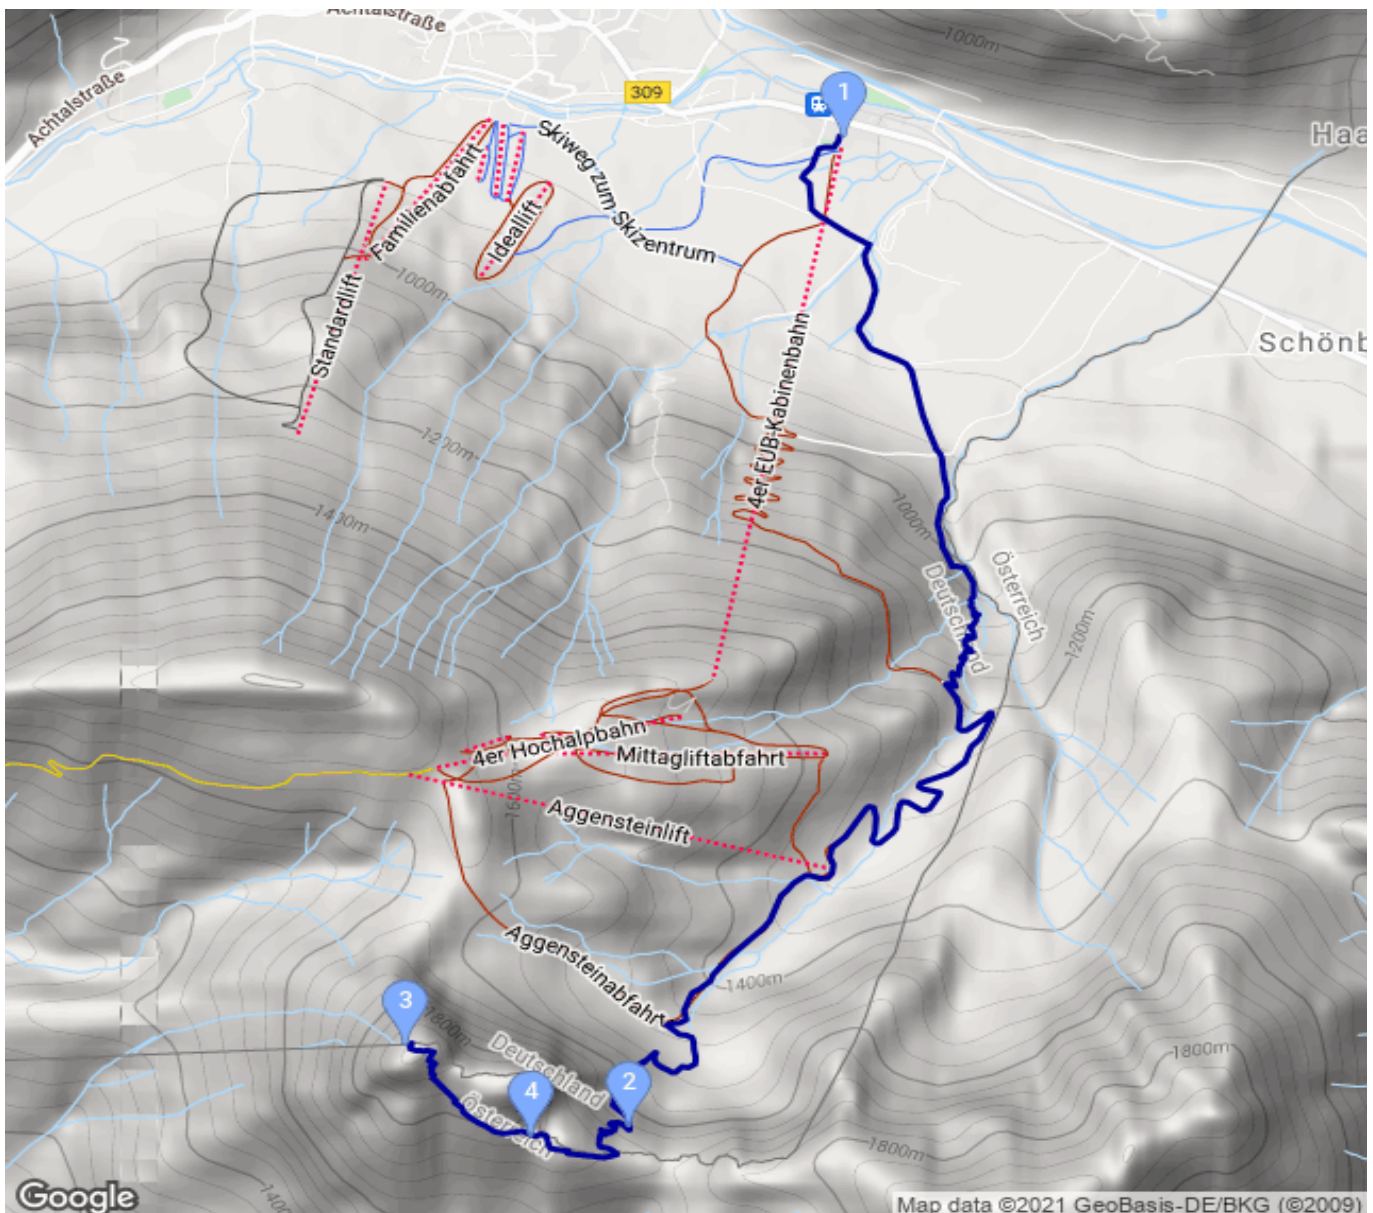 Achtalstraße
Achtalstraße
1000m
309
1
Haa
Skiweg zum Skizentrum
Familienabfahrt
Ideallift
Standardlift
1000m
Schönb
4er EUB-Kabinenbahn
1200m
1400m
1000m
Österreich
Deutschland
1200m
4er Hochalpbahn
Mittagliftabfahrt
1600m
Aggensteinlift
Aggensteinabfahrt
1400m
3
1800m
Deutschland
1800m
2
4
Österreich
1800m
1400
Google
Map data ©2021 GeoBasis-DE/BKG (©2009)